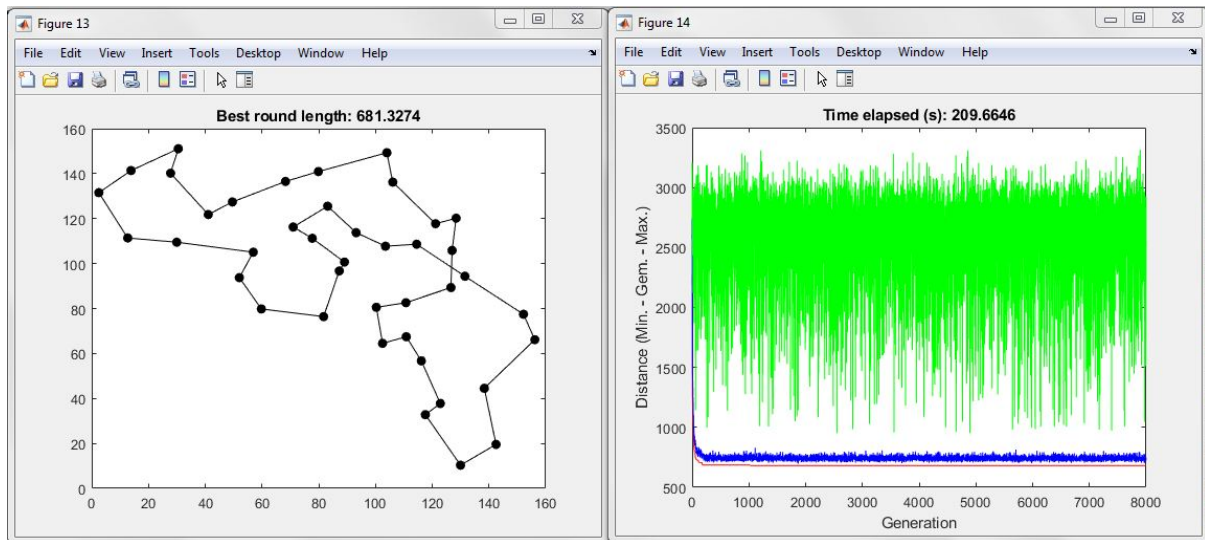 Figure 13
File Edit View Insert Tools Desktop Window Help
Best round length: 681.3274
160
140
120
100
80
60
40
20
0
0 20 40 60 80 100 120 140 160
Figure 14
File Edit View Insert Tools Desktop Window Help
Time elapsed (s): 209.6646
Distance (Min. - Gem. - Max.)
3500
3000
2500
2000
1500
1000
500
0 1000 2000 3000 4000 5000 6000 7000 8000
Generation